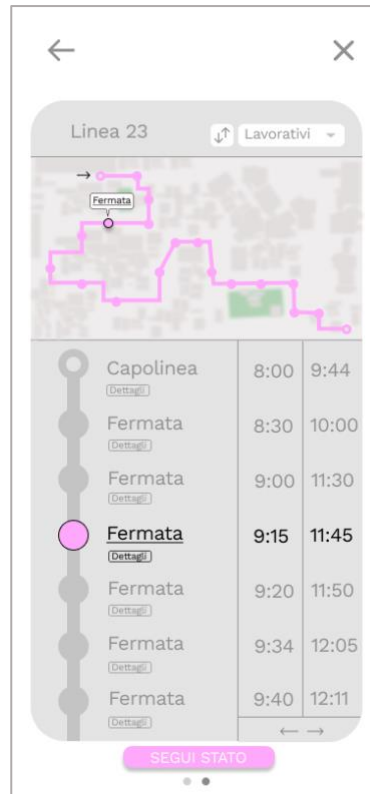 Linea 23 Lavorativi
Fermata
Capolinea 8:00 9:44
Dettagli
Fermata 8:30 10:00
Dettagli
Fermata 9:00 11:30
Dettagli
Fermata 9:15 11:45
Dettagli
Fermata 9:20 11:50
Dettagli
Fermata 9:34 12:05
Dettagli
Fermata 9:40 12:11
Dettagli
SEGUI STATO